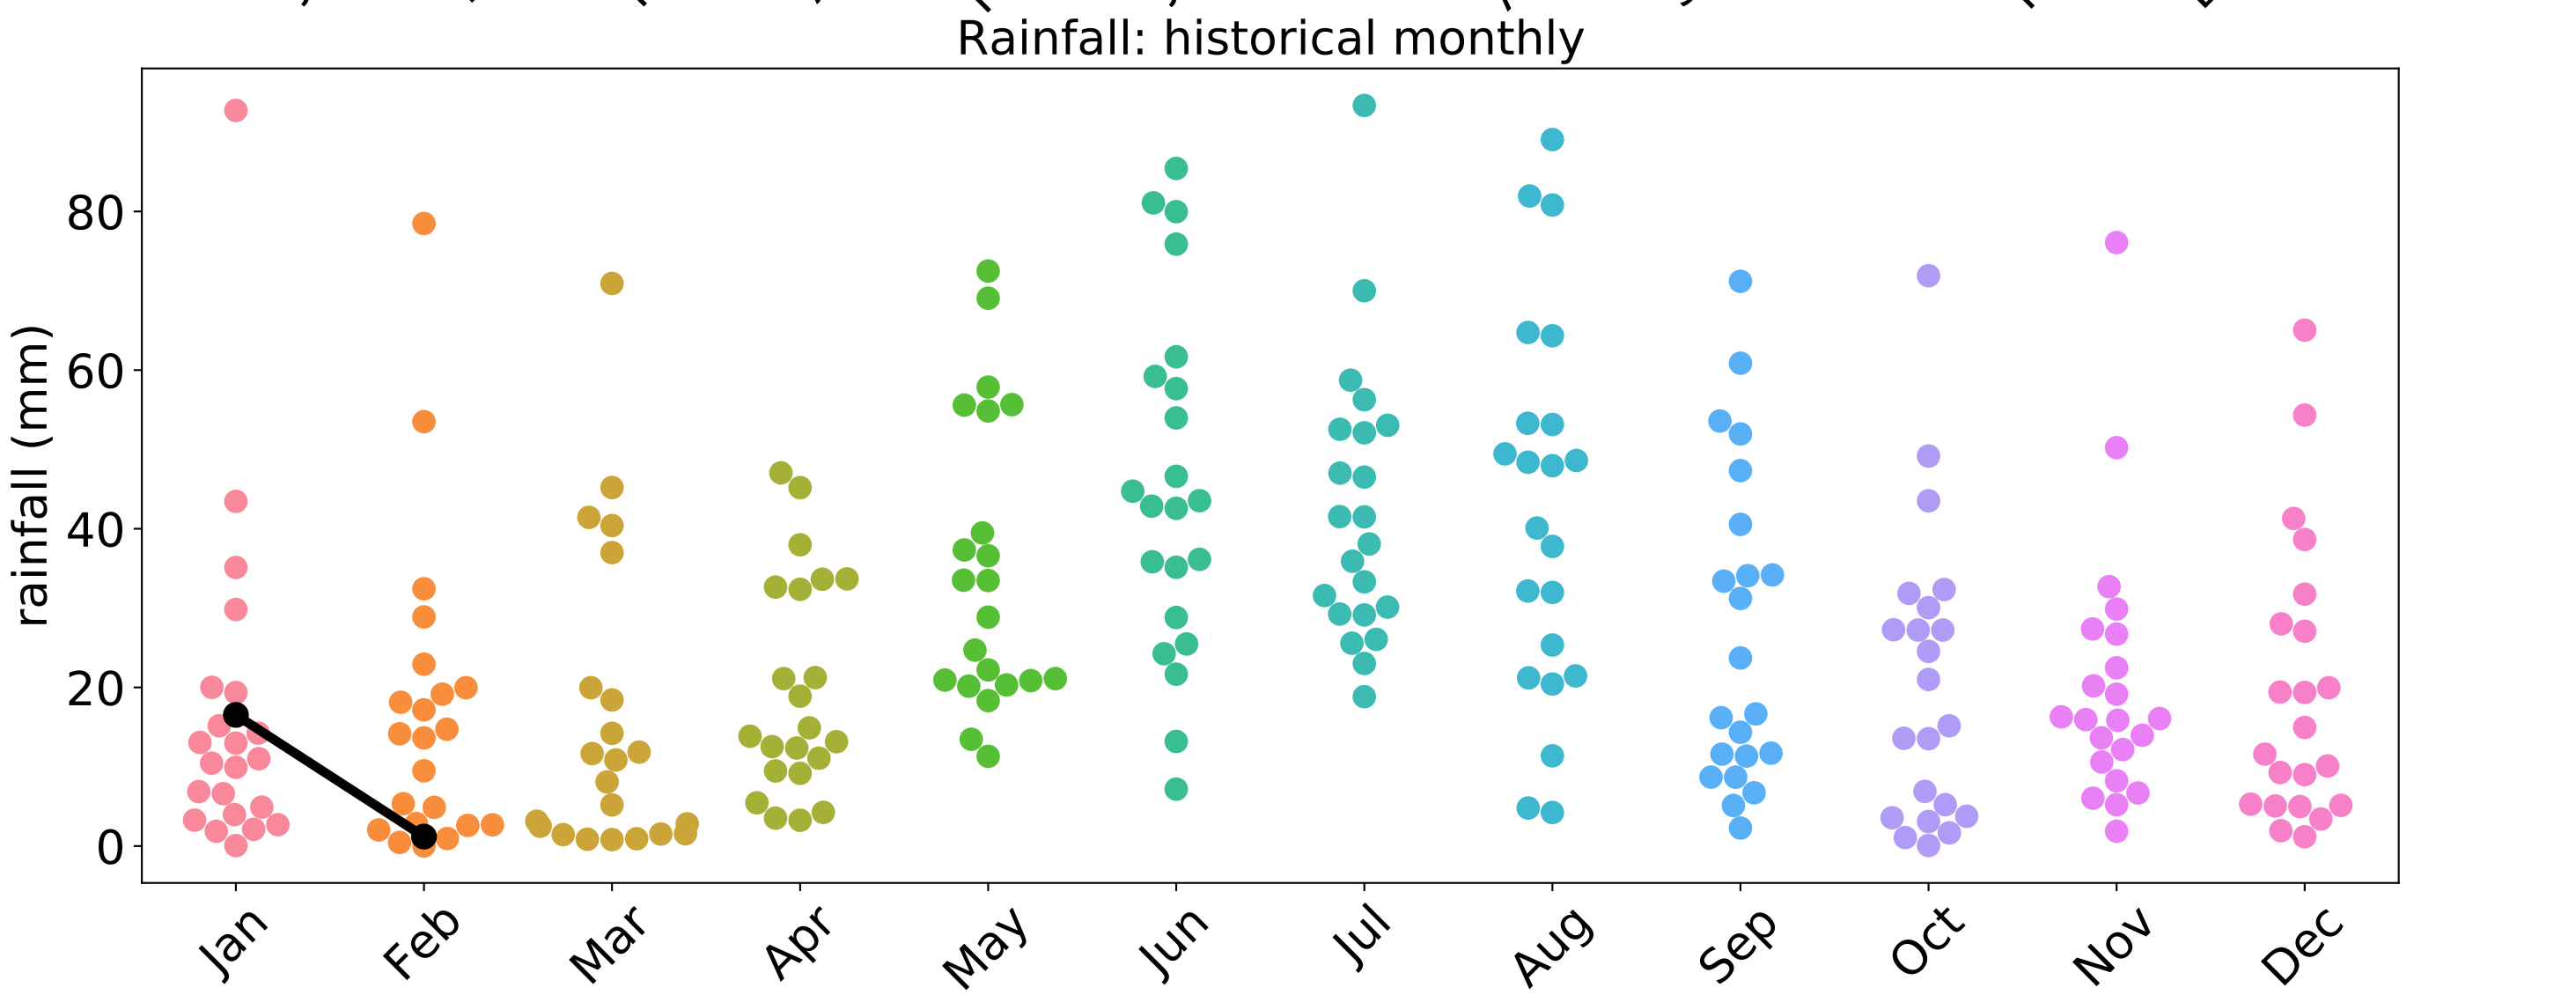 Rainfall: historical monthly
rainfall (mm)
80
60
40
20
0
Jan
Feb
Mar
Apr
May
Jun
Jul
Aug
Sep
Oct
Nov
Dec